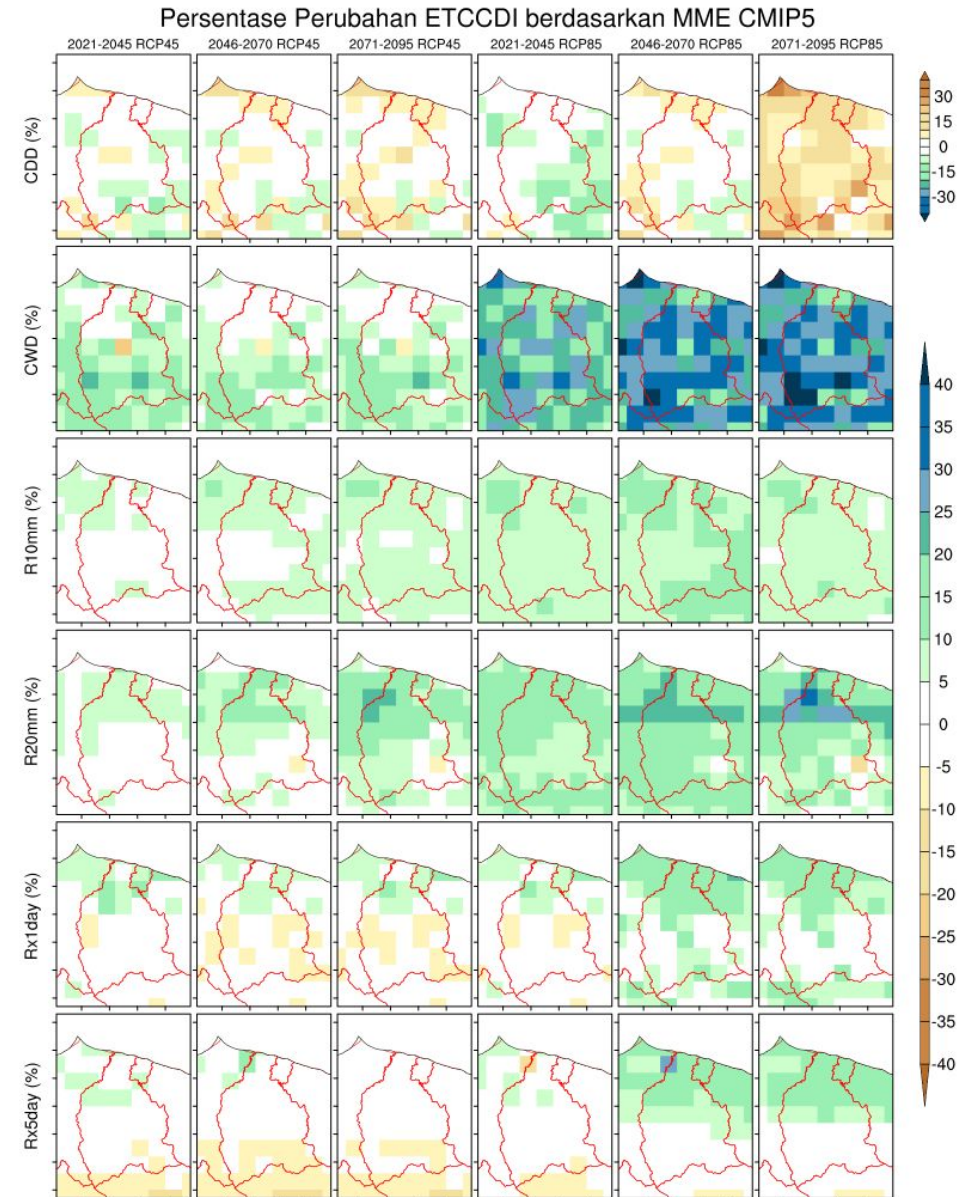 Persentase Perubahan ETCCDI berdasarkan MME CMIP5
2021-2045 RCP45 2046-2070 RCP45 2071-2095 RCP45 2021-2045 RCP85 2046-2070 RCP85 2071-2095 RCP85
CDD (%)
30
15
0
-15
-30
CWD (%)
R10mm (%)
R20mm (%)
Rx1day (%)
Rx5day (%)
40
35
30
25
20
15
10
5
0
-5
-10
-15
-20
-25
-30
-35
-40